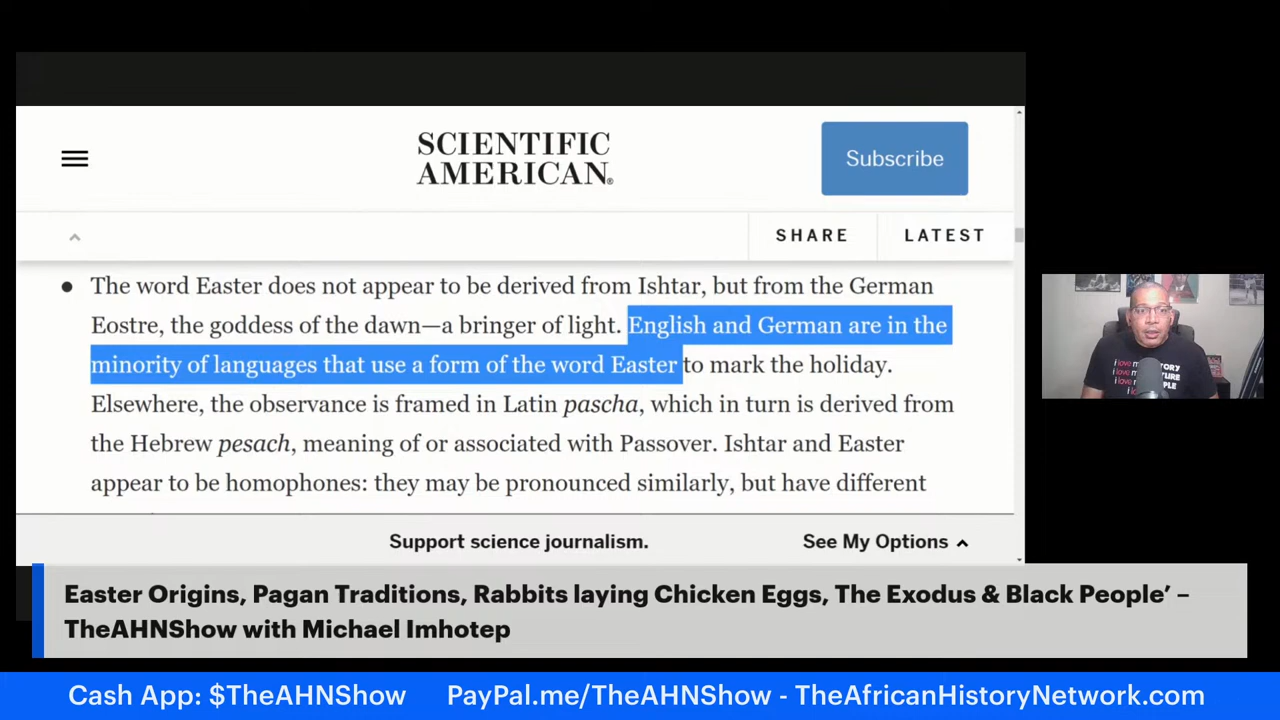 SCIENTIFIC
AMERICAN®
Subscribe
SHARE
LATEST
• The word Easter does not appear to be derived from Ishtar, but from the German
Eostre, the goddess of the dawn—a bringer of light. English and German are in the
minority of languages that use a form of the word Easter to mark the holiday.
Elsewhere, the observance is framed in Latin pascha, which in turn is derived from
the Hebrew pesach, meaning of or associated with Passover. Ishtar and Easter
appear to be homophones: they may be pronounced similarly, but have different
Support science journalism.
See My Options
Easter Origins, Pagan Traditions, Rabbits laying Chicken Eggs, The Exodus & Black People’ –
TheAHNShow with Michael Imhotep
Cash App: $TheAHNShow PayPal.me/TheAHNShow - TheAfricanHistoryNetwork.com